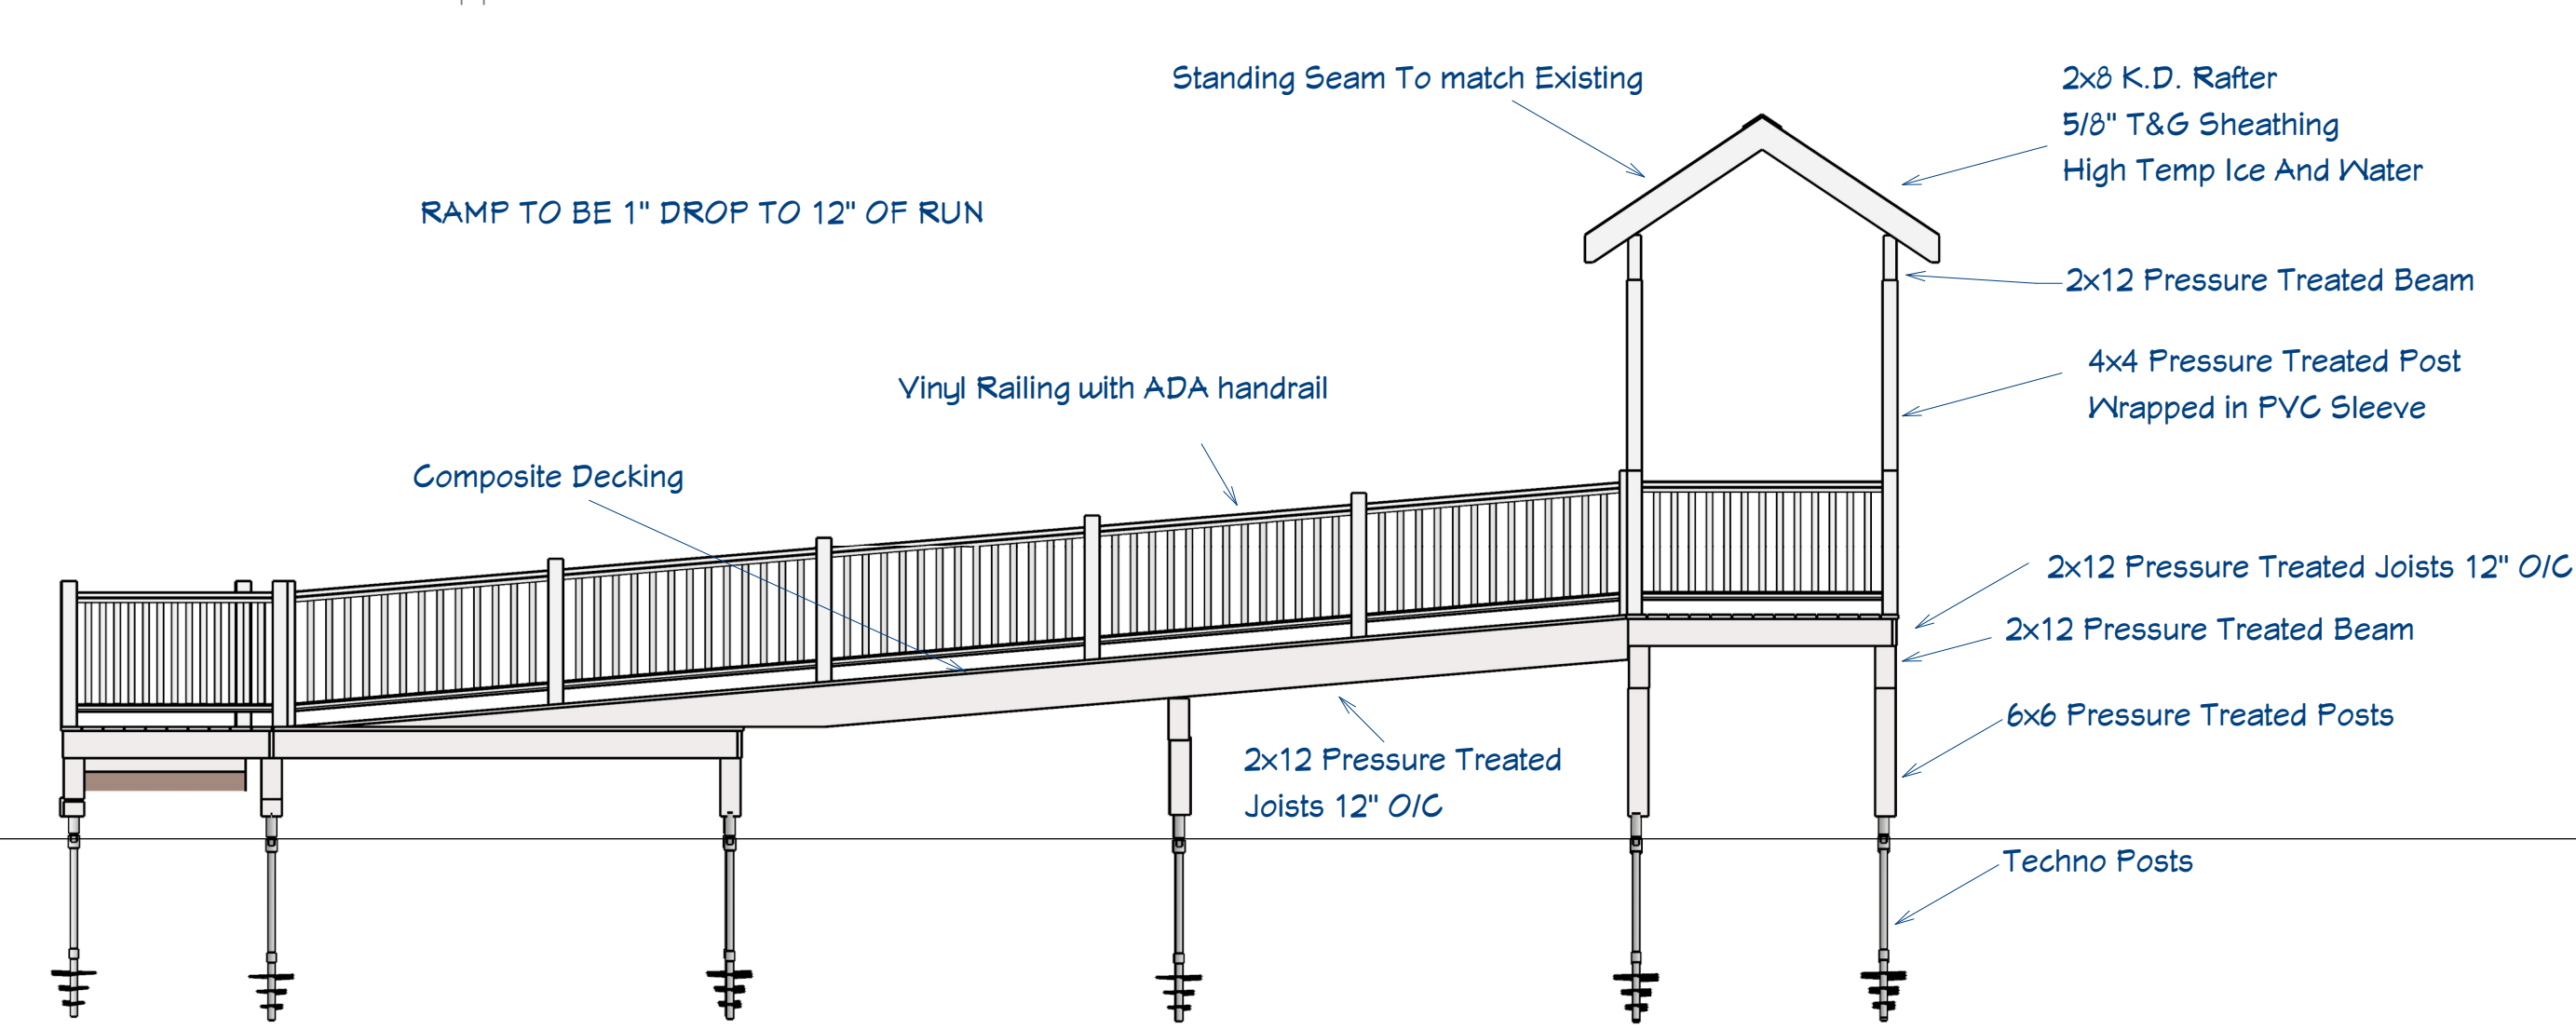 Standing Seam To match Existing
2x8 K.D. Rafter
5/8" T&G Sheathing
High Temp Ice And Water
RAMP TO BE 1" DROP TO 12" OF RUN
2x12 Pressure Treated Beam
4x4 Pressure Treated Post
Wrapped in PVC Sleeve
Vinyl Railing with ADA handrail
Composite Decking
2x12 Pressure Treated Joists 12" O/C
2x12 Pressure Treated Beam
6x6 Pressure Treated Posts
2x12 Pressure Treated
Joists 12" O/C
Techno Posts